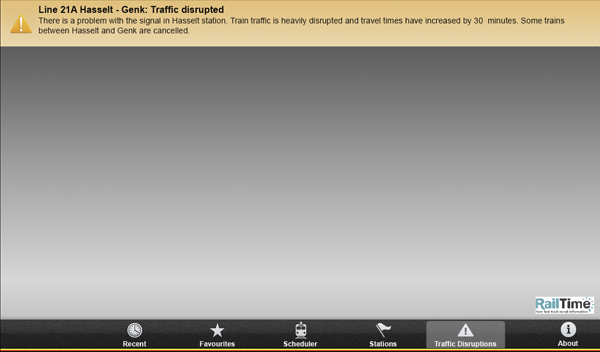 Line 21A Hasselt - Genk: Traffic disrupted
There is a problem with the signal in Hasselt station. Train traffic is heavily disrupted and travel times have increased by 30  minutes. Some trains
between Hasselt and Genk are cancelled.
RailTime
Recent
Favourites
Scheduler
Stations
Traffic Disruptions
About